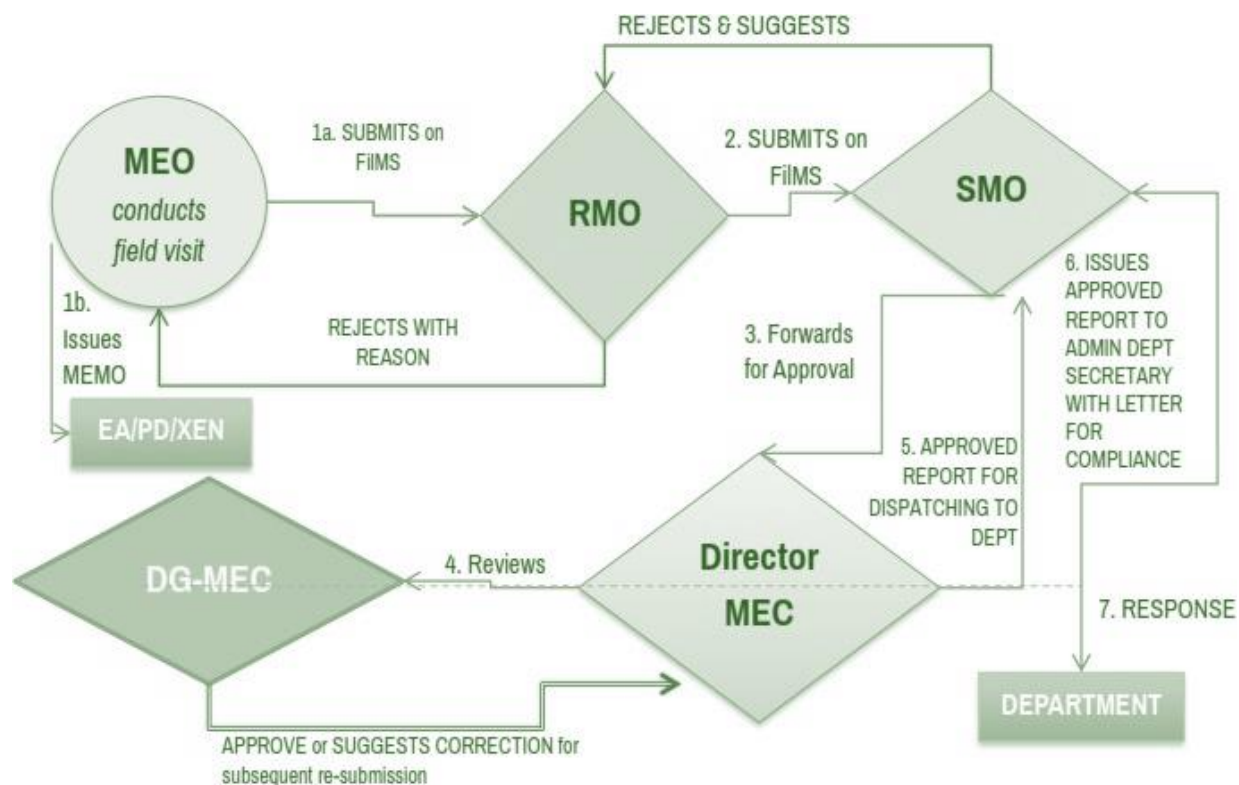 REJECTS & SUGGESTS
MEO
conducts
field visit
1a. SUBMITS on
FilMS
RMO
2. SUBMITS on
FilMS
SMO
1b.
Issues
MEMO
REJECTS WITH
REASON
3. Forwards
for Approval
6. ISSUES
APPROVED
REPORT TO
ADMIN DEPT
SECRETARY
WITH LETTER
FOR
COMPLIANCE
EA/PD/XEN
5. APPROVED
REPORT FOR
DISPATCHING TO
DEPT
DG-MEC
4. Reviews
Director
MEC
7. RESPONSE
DEPARTMENT
APPROVE or SUGGESTS CORRECTION for
subsequent re-submission